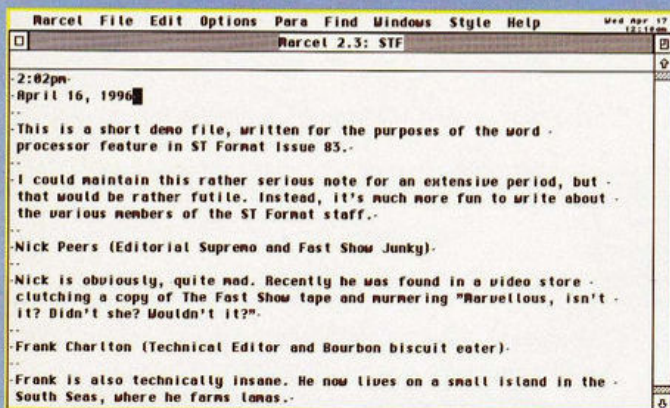 Marcel File Edit Options Para Find Windows Style Help Wed Apr 17
12:10am
Marcel 2.3: STF
2:02pm
April 16, 1996
This is a short demo file, written for the purposes of the word
processor feature in ST Format Issue 83.
I could maintain this rather serious note for an extensive period, but
that would be rather futile. Instead, it's much more fun to write about
the various members of the ST Format staff.
Nick Peers (Editorial Supremo and Fast Show Junky)
Nick is obviously, quite mad. Recently he was found in a video store
clutching a copy of The Fast Show tape and murmering "Marvellous, isn't
it? Didn't she? Wouldn't it?"
Frank Charlton (Technical Editor and Bourbon biscuit eater)
Frank is also technically insane. He now lives on a small island in the
South Seas, where he farms lamas.